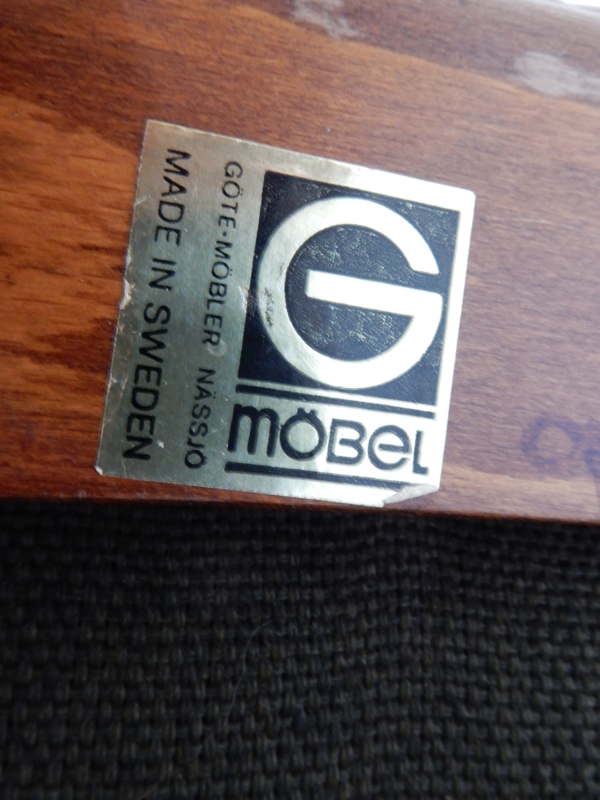 G
MÖBEL
GÖTE-MÖBLER NÄSSJÖ
MADE IN SWEDEN